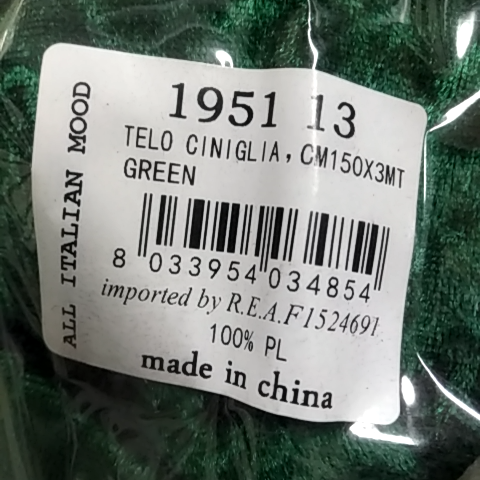 ALL ITALIAN MOOD
1951 13
TELO CINIGLIA, CM150X3MT
GREEN
8 033954 034854
imported by R.E.A.F1524691
100% PL
made in china